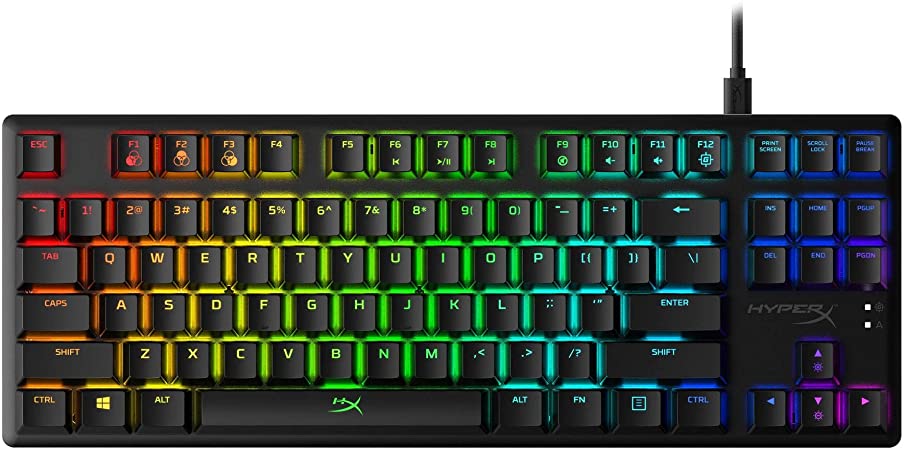 ESC F1 F2 F3 F4 F5 F6 F7 F8 F9 F10 F11 F12 PRINT SCREEN SCROLL LOCK PAUSE BREAK
`~ 1! 2@ 3# 4$ 5% 6^ 7& 8* 9( 0) -_ =+ INS HOME PGUP
TAB Q W E R T Y U I O P [{ ]} \| DEL END PGDN
CAPS A S D F G H J K L ;: '" ENTER HYPERX
A
SHIFT Z X C V B N M ,< .> /? SHIFT
CTRL ALT HX ALT FN CTRL